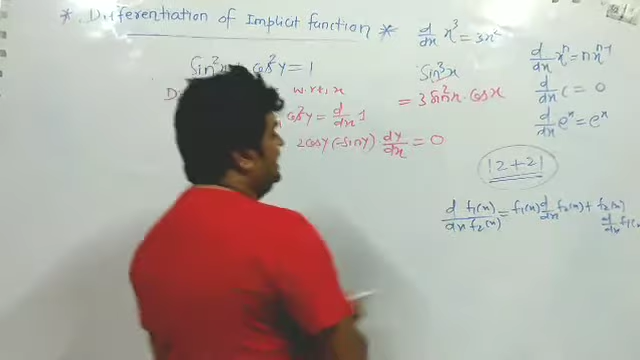 * . Differentiation of Implicit function *
Sin³x + cos²y = 1
D w.r.t. x
cos²y = d/dx 1
2cosy(-siny) · dy/dx = 0
d/dx x³ = 3x²
Sin³x
= 3 Sin²x · cosx
d/dx xⁿ = nxⁿ⁻¹
d/dx c = 0
d/dx eˣ = eˣ
12+21
d f₁(x)/dx f₂(x) = f₁(x) d/dx f₂(x) + f₂(x)
d/dx f₁(